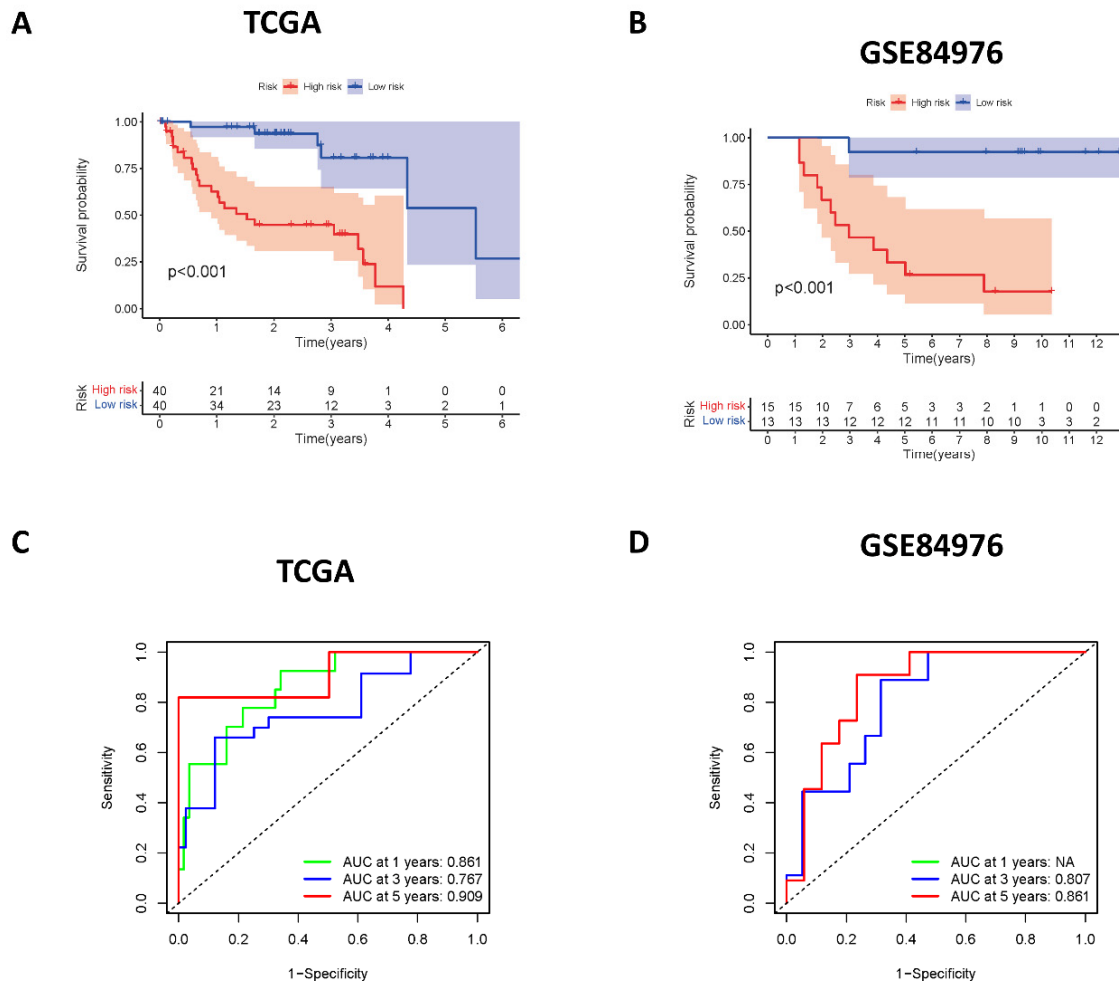 A
TCGA
Risk High risk Low risk
Survival probability
1.00
0.75
0.50
0.25
0.00
p<0.001
0 1 2 3 4 5 6
Time(years)
Risk
High risk 40 21 14 9 1 0 0
Low risk 40 34 23 12 3 2 1
0 1 2 3 4 5 6
Time(years)
B
GSE84976
Risk High risk Low risk
Survival probability
1.00
0.75
0.50
0.25
0.00
p<0.001
0 1 2 3 4 5 6 7 8 9 10 11 12
Time(years)
Risk
High risk 15 15 10 7 6 5 3 3 2 1 1 0 0
Low risk 13 13 13 12 12 12 11 11 10 10 3 3 2
0 1 2 3 4 5 6 7 8 9 10 11 12
Time(years)
C
TCGA
Sensitivity
1.0
0.8
0.6
0.4
0.2
0.0
AUC at 1 years: 0.861
AUC at 3 years: 0.767
AUC at 5 years: 0.909
0.0 0.2 0.4 0.6 0.8 1.0
1−Specificity
D
GSE84976
Sensitivity
1.0
0.8
0.6
0.4
0.2
0.0
AUC at 1 years: NA
AUC at 3 years: 0.807
AUC at 5 years: 0.861
0.0 0.2 0.4 0.6 0.8 1.0
1−Specificity